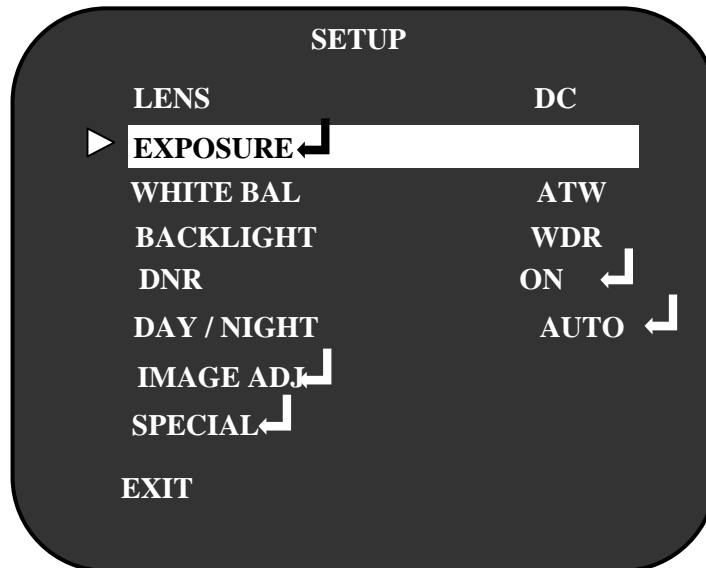 SETUP
LENS DC
EXPOSURE
WHITE BAL ATW
BACKLIGHT WDR
DNR ON
DAY / NIGHT AUTO
IMAGE ADJ
SPECIAL
EXIT